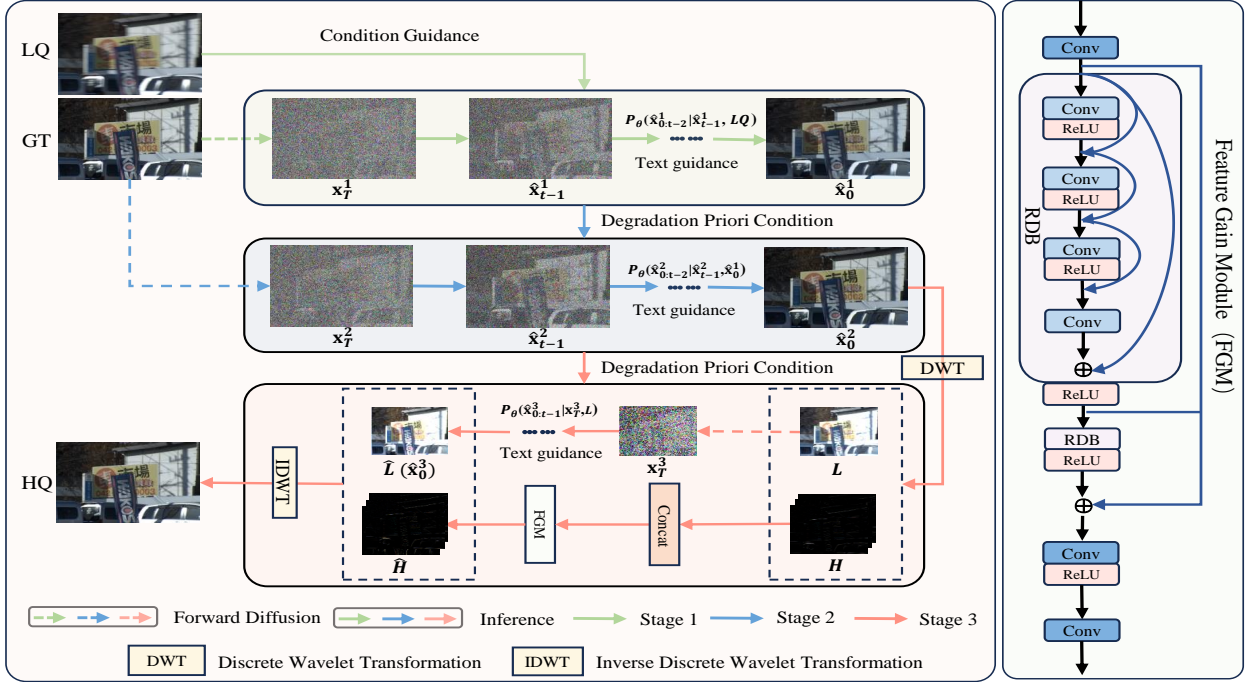 LQ
Condition Guidance
GT
P_θ(x̂^1_{0:t−2}|x̂^1_{t−1}, LQ)
Text guidance
x^1_T
x̂^1_{t−1}
x̂^1_0
Degradation Priori Condition
P_θ(x̂^2_{0:t−2}|x̂^2_{t−1},x̂^1_0)
Text guidance
x^2_T
x̂^2_{t−1}
x̂^2_0
Degradation Priori Condition
DWT
P_θ(x̂^3_{0:t−1}|x^3_T,L)
Text guidance
L̂ (x̂^3_0)
x^3_T
L
HQ
IDWT
FGM
Concat
Ĥ
H
Forward Diffusion
Inference
Stage 1
Stage 2
Stage 3
DWT
Discrete Wavelet Transformation
IDWT
Inverse Discrete Wavelet Transformation
Conv
Conv
ReLU
Conv
ReLU
Conv
ReLU
Conv
RDB
ReLU
RDB
ReLU
Conv
ReLU
Conv
Feature Gain Module (FGM)